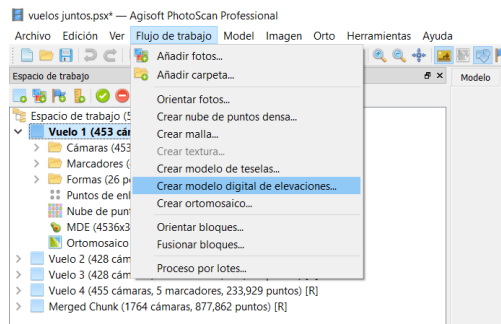 vuelos juntos.psx* — Agisoft PhotoScan Professional
Archivo Edición Ver Flujo de trabajo Model Imagen Orto Herramientas Ayuda
Añadir fotos...
Añadir carpeta...
Espacio de trabajo
Modelo
Orientar fotos...
Crear nube de puntos densa...
Crear malla...
Crear textura...
Crear modelo de teselas...
Crear modelo digital de elevaciones...
Crear ortomosaico...
Orientar bloques...
Fusionar bloques...
Proceso por lotes...
Espacio de trabajo (5
Vuelo 1 (453 cá
Cámaras (453
Marcadores (
Formas (26 p
Puntos de enl
Nube de pun
MDE (4536x3
Ortomosaico
Vuelo 2 (428 cám
Vuelo 3 (428 cám
Vuelo 4 (455 cámaras, 5 marcadores, 233,929 puntos) [R]
Merged Chunk (1764 cámaras, 877,862 puntos) [R]